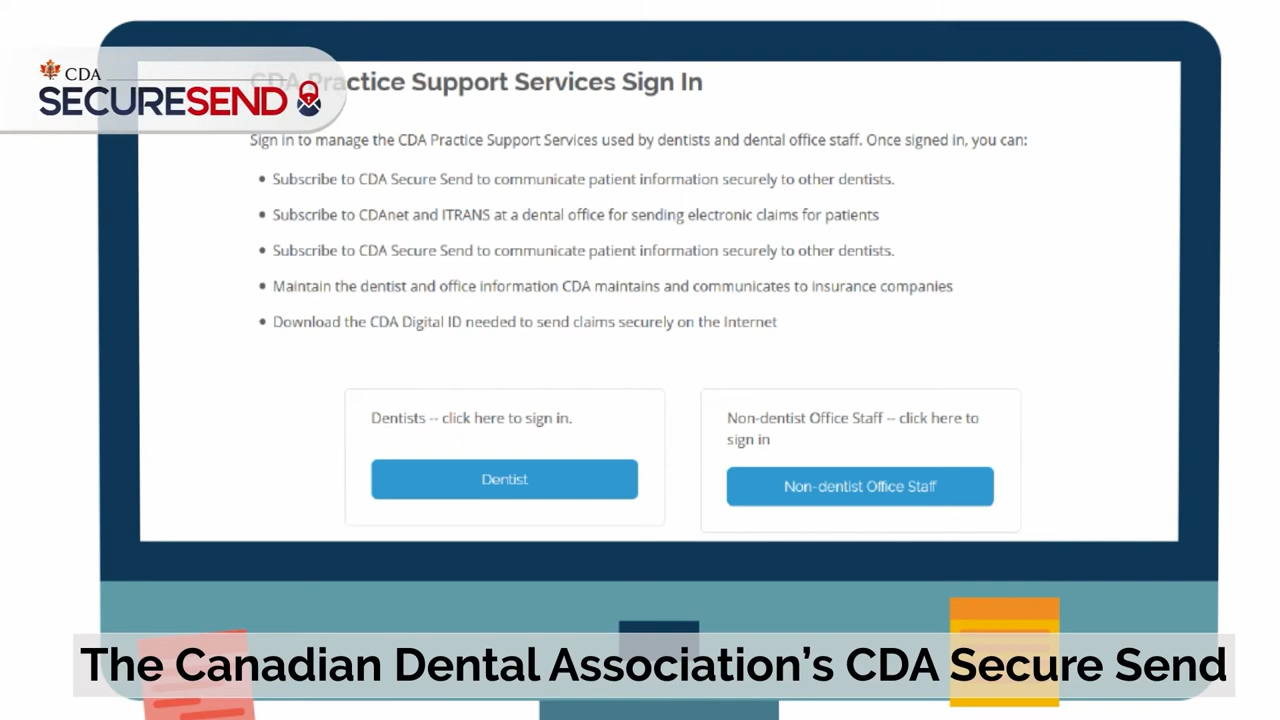 CDA
SECURESEND
CDA Practice Support Services Sign In
Sign in to manage the CDA Practice Support Services used by dentists and dental office staff. Once signed in, you can:
• Subscribe to CDA Secure Send to communicate patient information securely to other dentists.
• Subscribe to CDAnet and ITRANS at a dental office for sending electronic claims for patients
• Subscribe to CDA Secure Send to communicate patient information securely to other dentists.
• Maintain the dentist and office information CDA maintains and communicates to insurance companies
• Download the CDA Digital ID needed to send claims securely on the Internet
Dentists -- click here to sign in.
Dentist
Non-dentist Office Staff -- click here to
sign in
Non-dentist Office Staff
The Canadian Dental Association’s CDA Secure Send